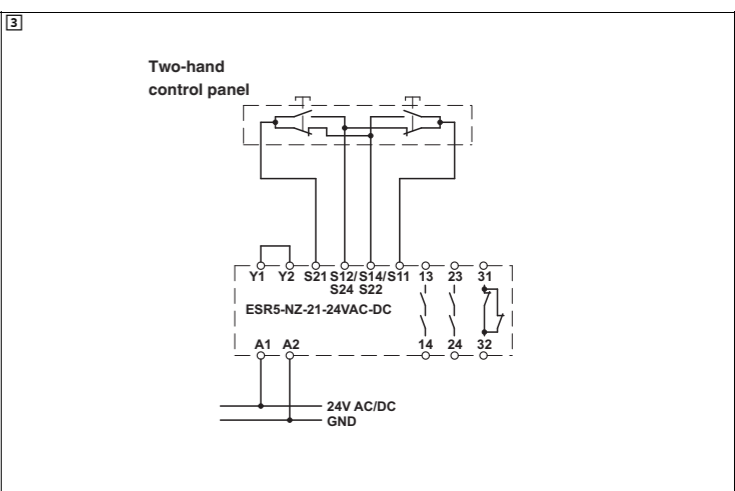 3
Two-hand
control panel
Y1 Y2 S21 S12/ S14/ S11 13 23 31
S24 S22
ESR5-NZ-21-24VAC-DC
A1 A2 14 24 32
24V AC/DC
GND